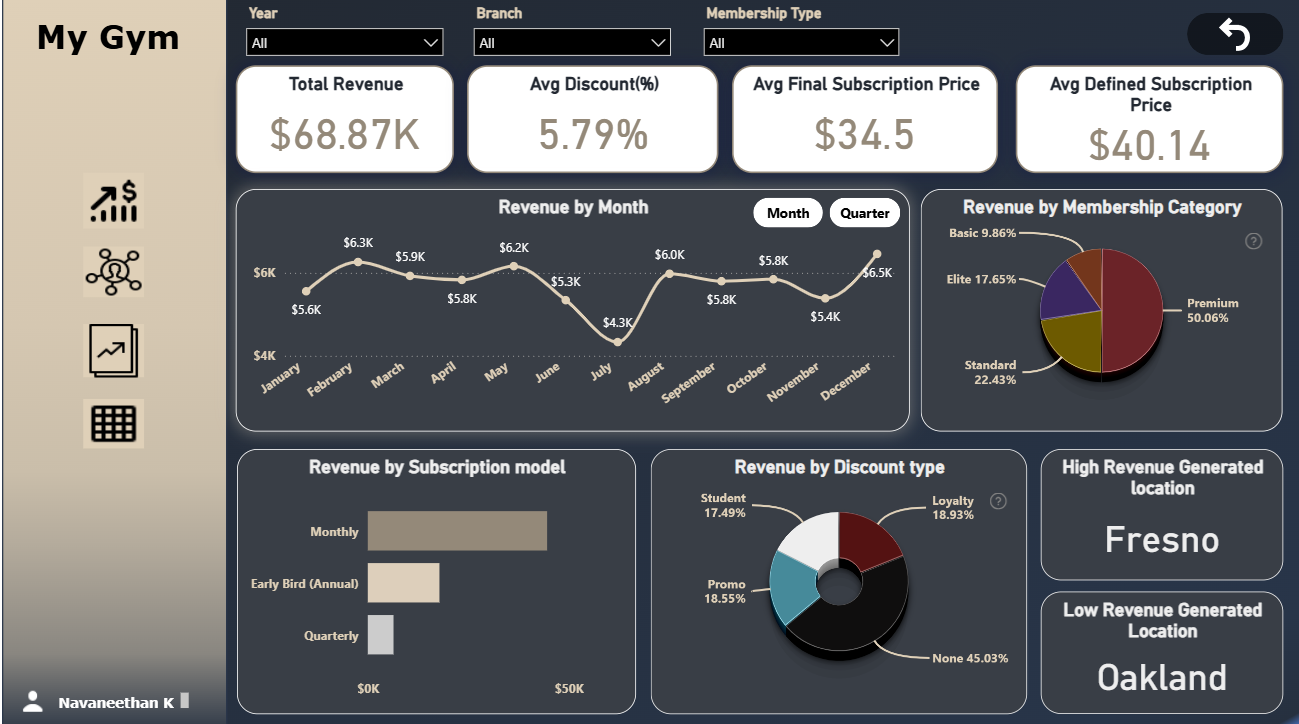 My Gym
Year
Branch
Membership Type
All
All
All
Total Revenue
$68.87K
Avg Discount(%)
5.79%
Avg Final Subscription Price
$34.5
Avg Defined Subscription
Price
$40.14
Revenue by Month
Month
Quarter
$6K
$4K
$5.6K
$6.3K
$5.9K
$5.8K
$6.2K
$5.3K
$4.3K
$6.0K
$5.8K
$5.8K
$5.4K
$6.5K
January
February
March
April
May
June
July
August
September
October
November
December
Revenue by Membership Category
?
Basic 9.86%
Elite 17.65%
Premium
50.06%
Standard
22.43%
Revenue by Subscription model
Monthly
Early Bird (Annual)
Quarterly
$0K
$50K
Revenue by Discount type
?
Student
17.49%
Loyalty
18.93%
Promo
18.55%
None 45.03%
High Revenue Generated
location
Fresno
Low Revenue Generated
Location
Oakland
Navaneethan K